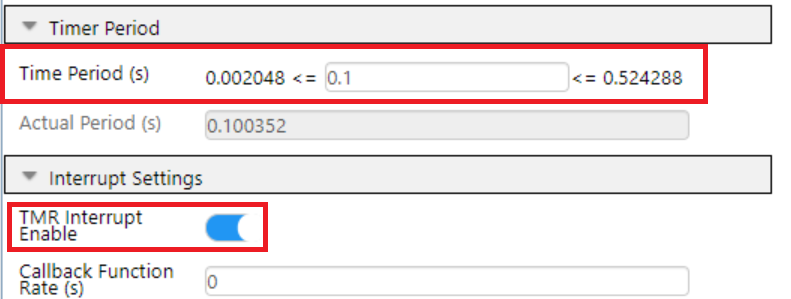 Timer Period
Time Period (s) 0.002048 <= 0.1 <= 0.524288
Actual Period (s) 0.100352
Interrupt Settings
TMR Interrupt
Enable
Callback Function
Rate (s) 0